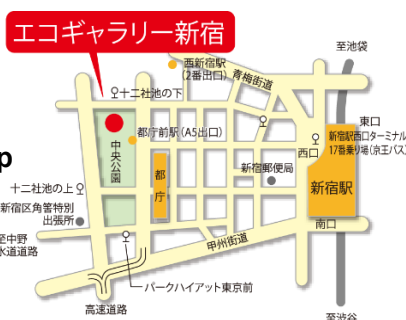 エコギャラリー新宿
至池袋
西新宿駅
(2番出口)
青梅街道
十二社池の下
東口
新宿駅西口ターミナル
17番乗り場(京王バス)
都庁前駅(A5出口)
西口
中央公園
都庁
新宿郵便局
新宿駅
p
十二社池の上
新宿区角筈特別
出張所
南口
至中野
水道道路
甲州街道
パークハイアット東京前
高速道路
至渋谷